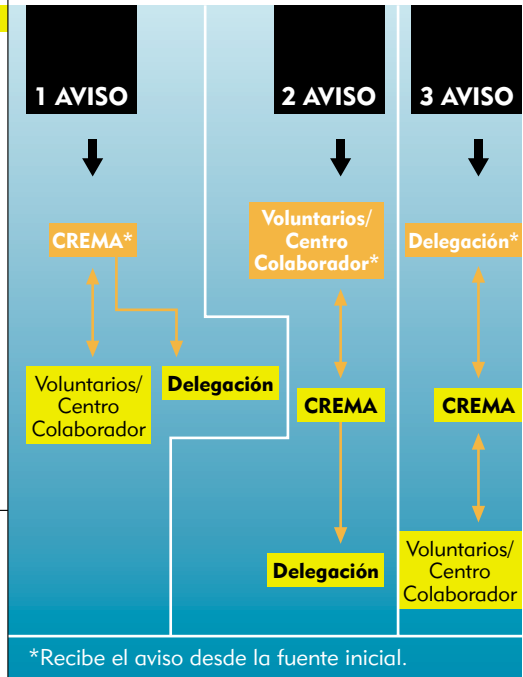 1 AVISO
CREMA*
Voluntarios/
Centro
Colaborador
Delegación
2 AVISO
Voluntarios/
Centro
Colaborador*
CREMA
Delegación
3 AVISO
Delegación*
CREMA
Voluntarios/
Centro
Colaborador
*Recibe el aviso desde la fuente inicial.